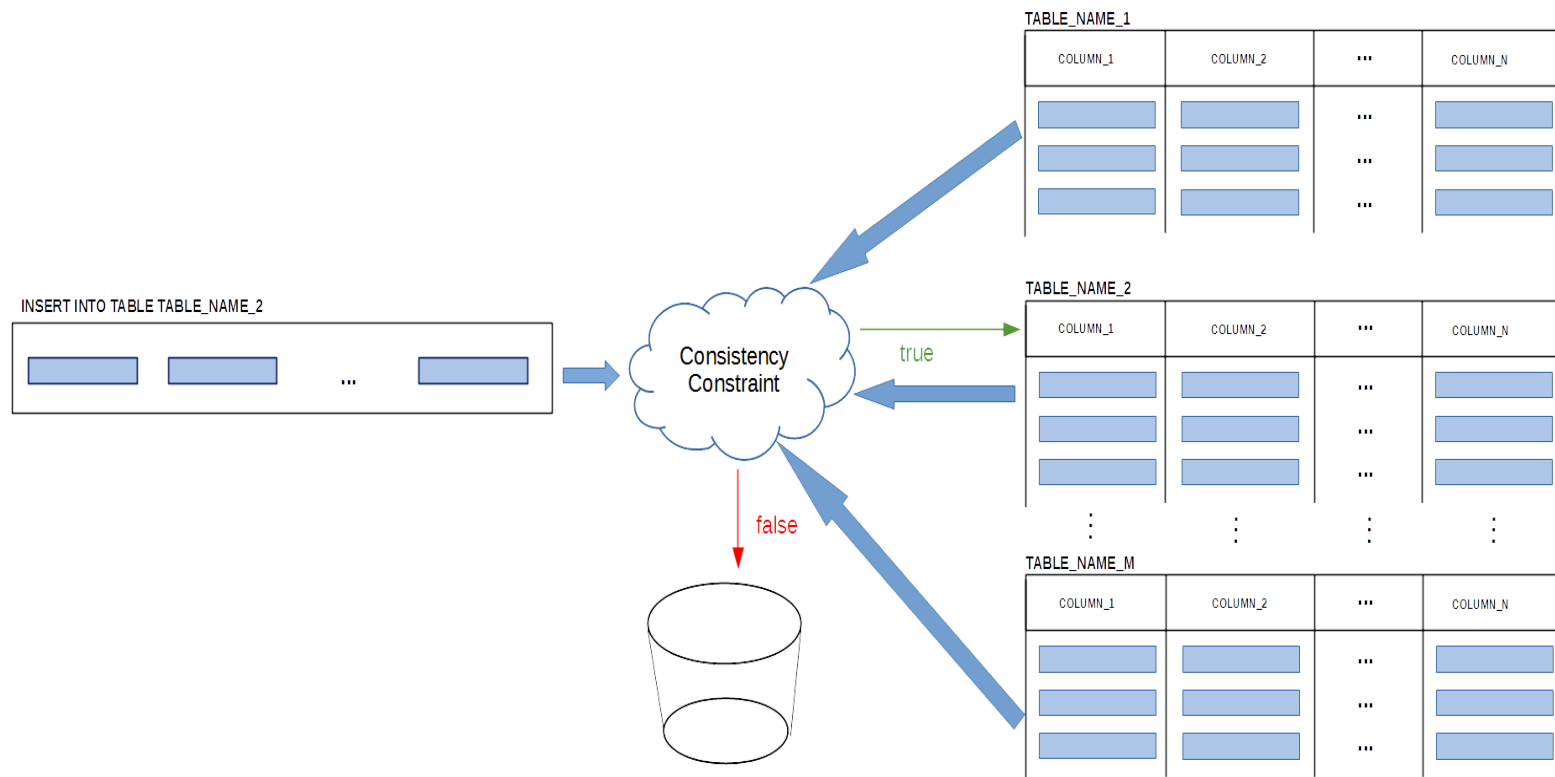 TABLE_NAME_1
COLUMN_1 COLUMN_2 ... COLUMN_N
...
...
...
INSERT INTO TABLE TABLE_NAME_2
...
Consistency
Constraint
true
false
TABLE_NAME_2
COLUMN_1 COLUMN_2 ... COLUMN_N
...
...
...
TABLE_NAME_M
COLUMN_1 COLUMN_2 ... COLUMN_N
...
...
...